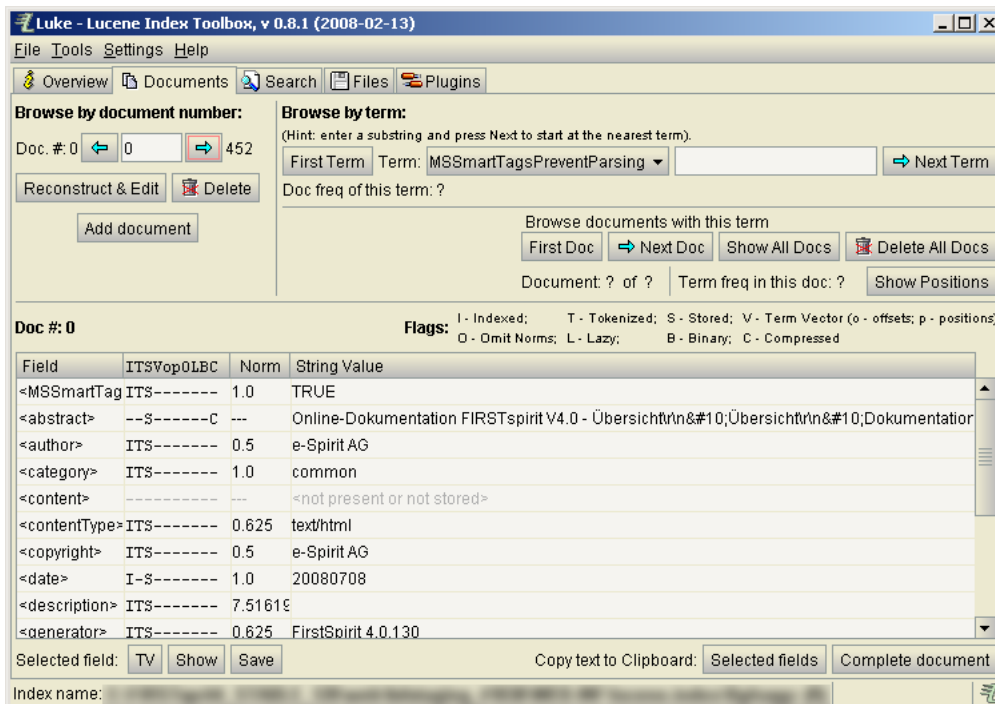 Luke - Lucene Index Toolbox, v 0.8.1 (2008-02-13)
File Tools Settings Help
Overview Documents Search Files Plugins
Browse by document number:
Doc. #: 0 0 452
Reconstruct & Edit Delete
Add document
Browse by term:
(Hint: enter a substring and press Next to start at the nearest term).
First Term Term: MSSmartTagsPreventParsing Next Term
Doc freq of this term: ?
Browse documents with this term
First Doc Next Doc Show All Docs Delete All Docs
Document: ? of ? Term freq in this doc: ? Show Positions
Doc #: 0
Flags: I - Indexed; T - Tokenized; S - Stored; V - Term Vector (o - offsets; p - positions)
O - Omit Norms; L - Lazy; B - Binary; C - Compressed
Field ITSVopOLBC Norm String Value
<MSSmartTag ITS------- 1.0 TRUE
<abstract> --S------C --- Online-Dokumentation FIRSTspirit V4.0 - Übersicht\r\n&#10;Übersicht\r\n&#10;Dokumentation
<author> ITS------- 0.5 e-Spirit AG
<category> ITS------- 1.0 common
<content> ---------- --- <not present or not stored>
<contentType> ITS------- 0.625 text/html
<copyright> ITS------- 0.5 e-Spirit AG
<date> I-S------- 1.0 20080708
<description> ITS------- 7.51619
<generator> ITS------- 0.625 FirstSpirit 4.0.130
Selected field: TV Show Save Copy text to Clipboard: Selected fields Complete document
Index name: